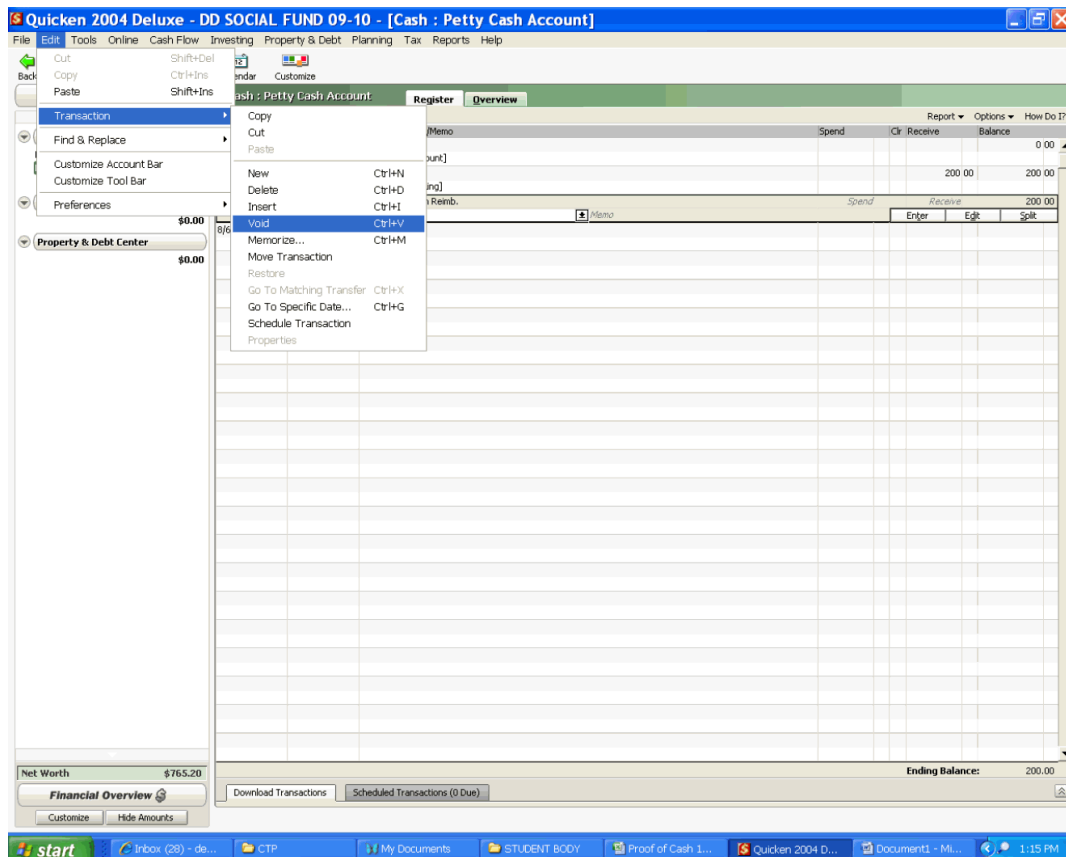 Quicken 2004 Deluxe - DD SOCIAL FUND 09-10 - [Cash : Petty Cash Account]
File Edit Tools Online Cash Flow Investing Property & Debt Planning Tax Reports Help
Back Customize
Cut Shift+Del
Copy Ctrl+Ins
Paste Shift+Ins
Transaction
Find & Replace
Customize Account Bar
Customize Tool Bar
Preferences
$0.00
Property & Debt Center
$0.00
Petty Cash Account Register Overview
Report Options How Do I?
/Memo Spend Clr Receive Balance
0 00
200 00 200 00
Reimb. Spend Receive 200 00
Memo Enter Edit Split
8/6
Copy
Cut
Paste
New Ctrl+N
Delete Ctrl+D
Insert Ctrl+I
Void Ctrl+V
Memorize... Ctrl+M
Move Transaction
Restore
Go To Matching Transfer Ctrl+X
Go To Specific Date... Ctrl+G
Schedule Transaction
Properties
Net Worth $765.20
Ending Balance: 200.00
Financial Overview
Download Transactions Scheduled Transactions (0 Due)
Customize Hide Amounts
start Inbox (28) - de... CTP My Documents STUDENT BODY Proof of Cash 1... Quicken 2004 D... Document1 - Mi... 1:15 PM